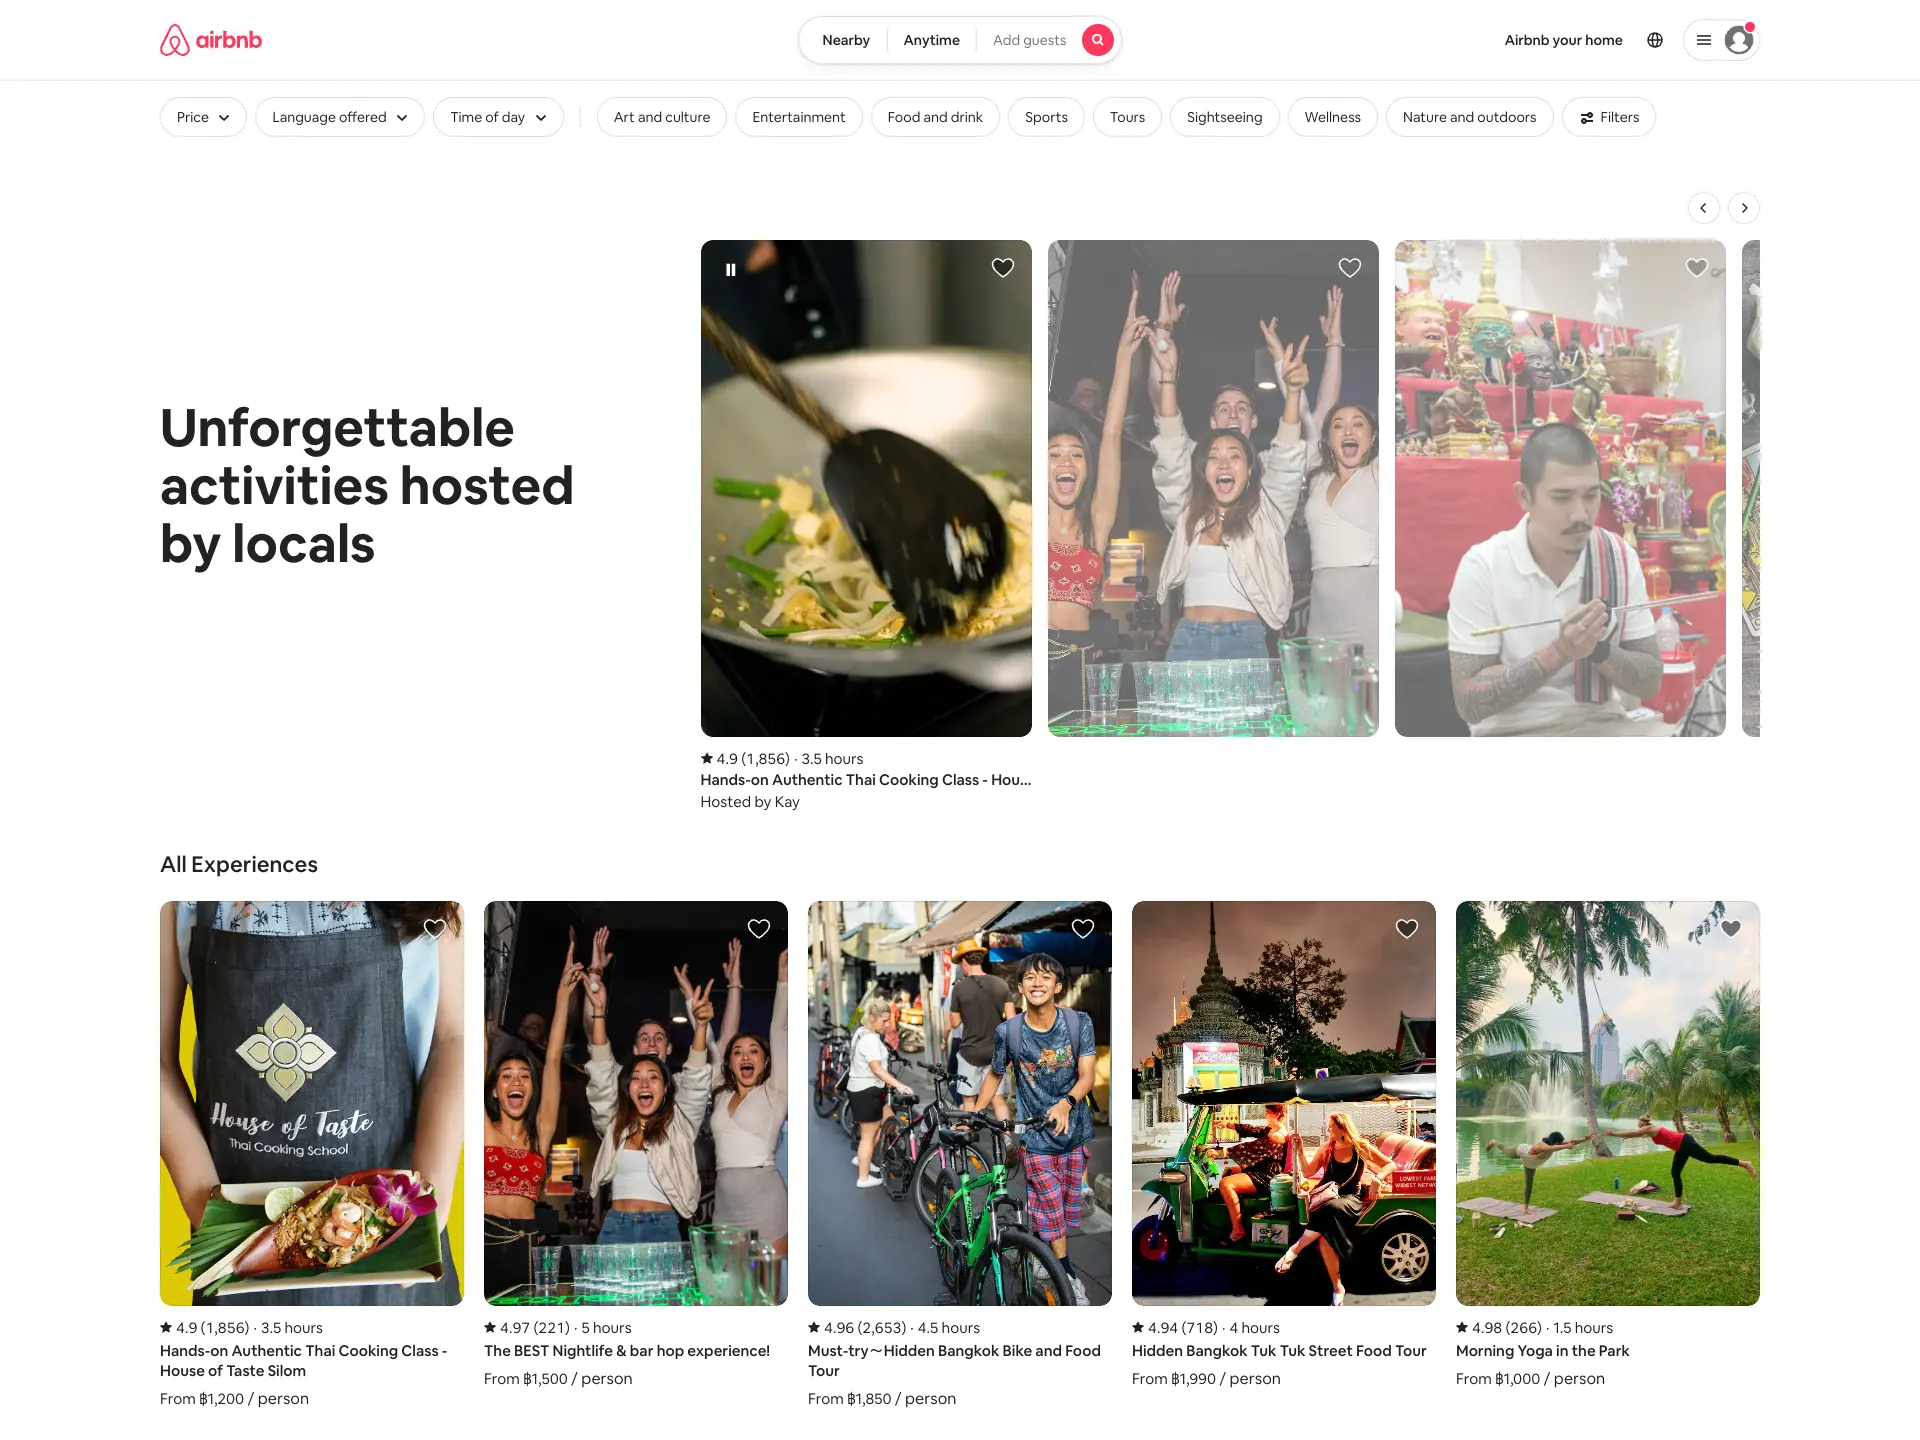 airbnb
Nearby
Anytime
Add guests
Airbnb your home
Price
Language offered
Time of day
Art and culture
Entertainment
Food and drink
Sports
Tours
Sightseeing
Wellness
Nature and outdoors
Filters
Unforgettable
activities hosted
by locals
4.9 (1,856) · 3.5 hours
Hands-on Authentic Thai Cooking Class - Hou...
Hosted by Kay
All Experiences
House of Taste
Thai Cooking School
LOWEST FARE
WIDEST NETWO
4.9 (1,856) · 3.5 hours
Hands-on Authentic Thai Cooking Class -
House of Taste Silom
From ฿1,200 / person
4.97 (221) · 5 hours
The BEST Nightlife & bar hop experience!
From ฿1,500 / person
4.96 (2,653) · 4.5 hours
Must-try～Hidden Bangkok Bike and Food
Tour
From ฿1,850 / person
4.94 (718) · 4 hours
Hidden Bangkok Tuk Tuk Street Food Tour
From ฿1,990 / person
4.98 (266) · 1.5 hours
Morning Yoga in the Park
From ฿1,000 / person